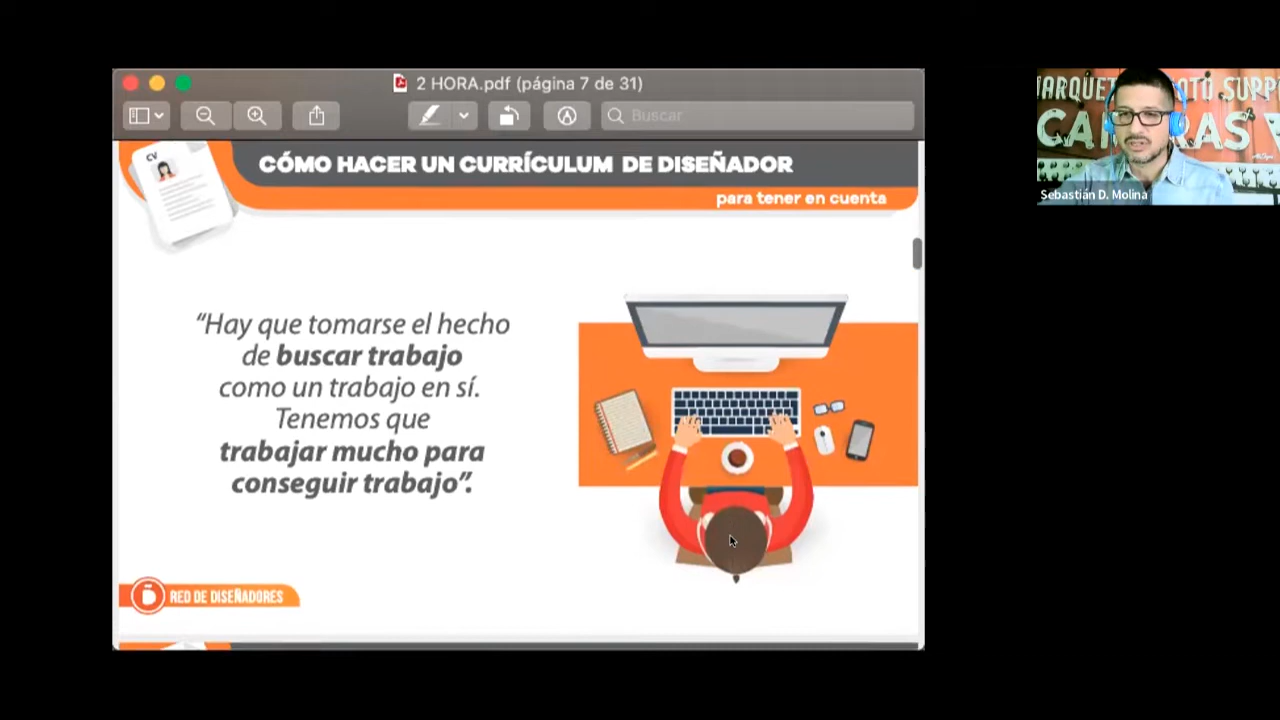 2 HORA.pdf (página 7 de 31)
Buscar
CV
CÓMO HACER UN CURRÍCULUM DE DISEÑADOR
para tener en cuenta
“Hay que tomarse el hecho
de buscar trabajo
como un trabajo en sí.
Tenemos que
trabajar mucho para
conseguir trabajo”.
RED DE DISEÑADORES
Sebastián D. Molina